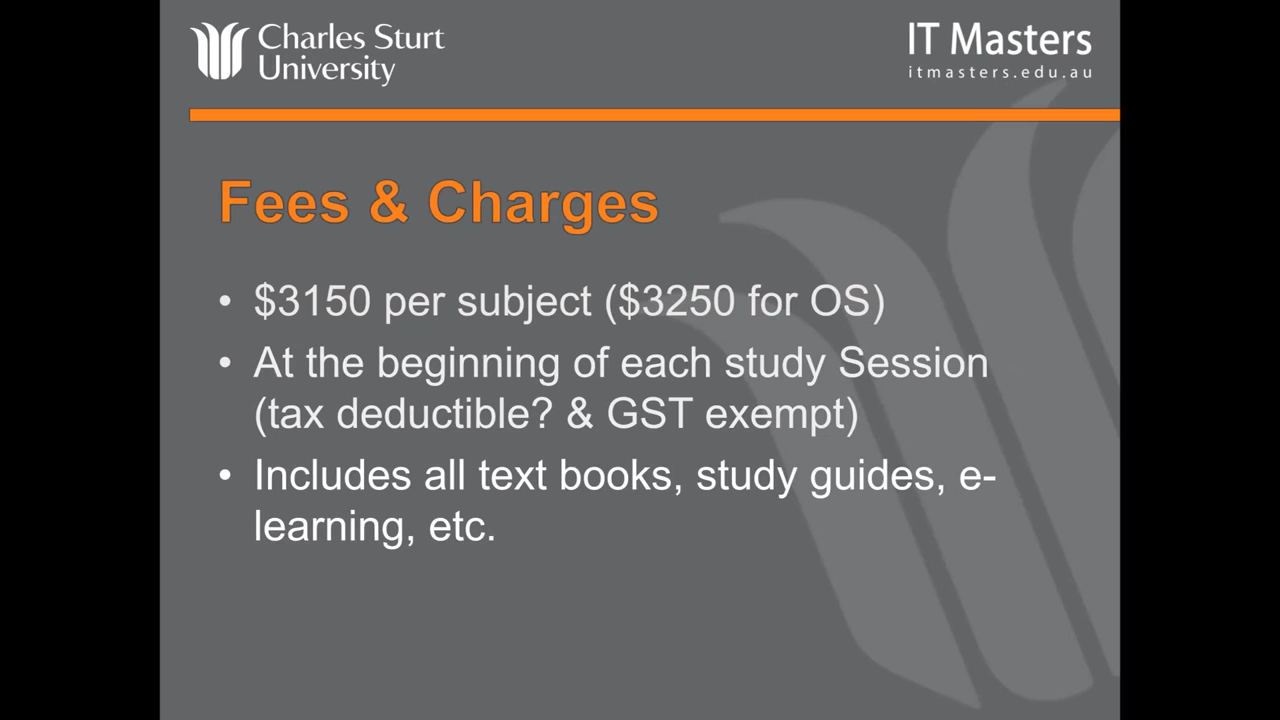 Charles Sturt
University
IT Masters
itmasters.edu.au
Fees & Charges
• $3150 per subject ($3250 for OS)
• At the beginning of each study Session
(tax deductible? & GST exempt)
• Includes all text books, study guides, e-
learning, etc.